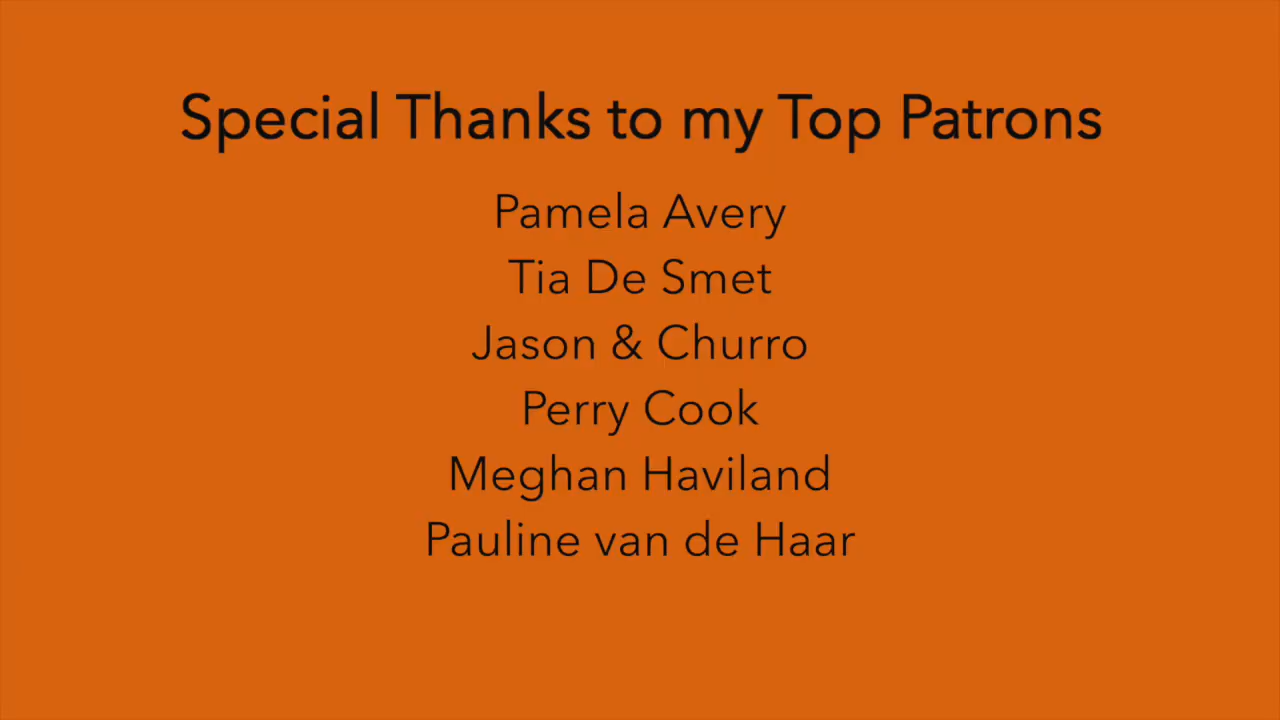 Special Thanks to my Top Patrons
Pamela Avery
Tia De Smet
Jason & Churro
Perry Cook
Meghan Haviland
Pauline van de Haar